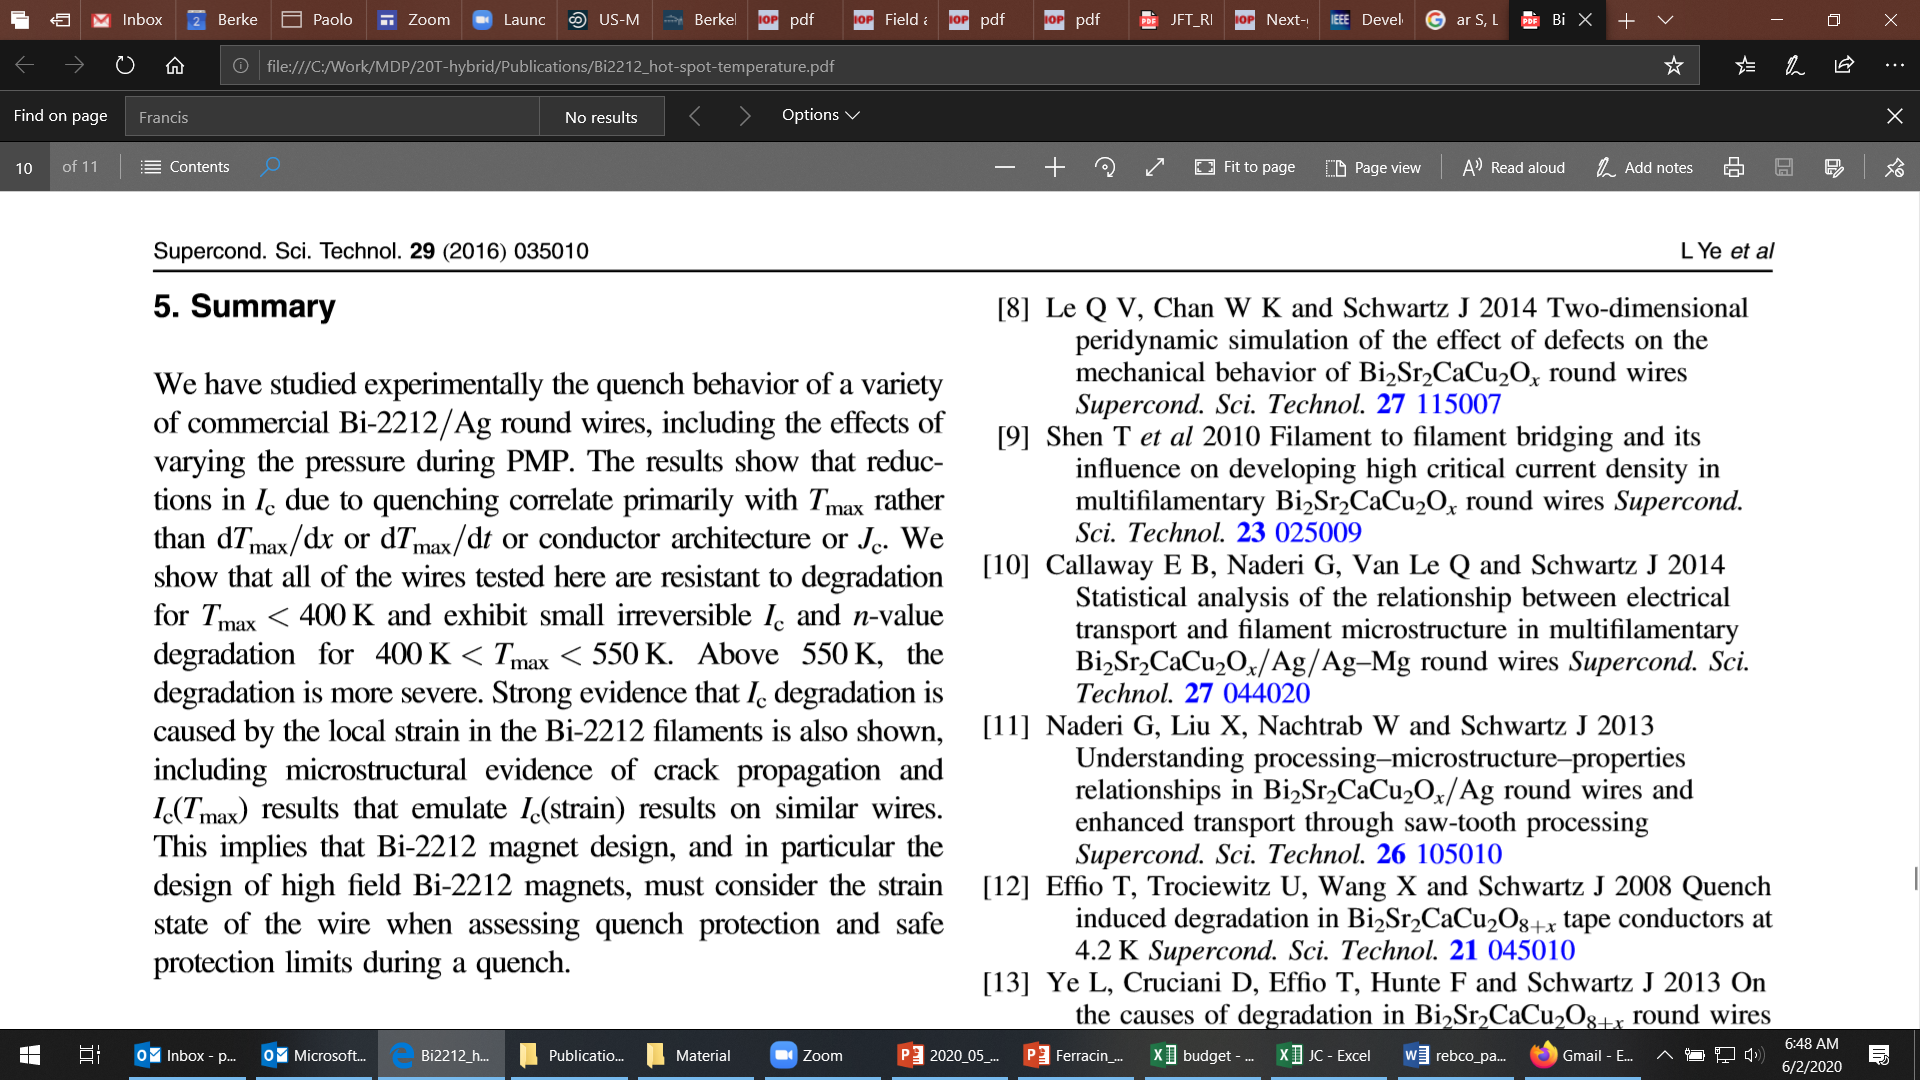 Inbox
Berke
Paolo
Zoom
Launc
US-M
Berkel
IOP pdf
IOP Field a
IOP pdf
IOP pdf
PDF JFT_RI
IOP Next-
IEEE Devel
G ar S, L
PDF Bi
file:///C:/Work/MDP/20T-hybrid/Publications/Bi2212_hot-spot-temperature.pdf
Find on page
Francis
No results
Options
10 of 11
Contents
Fit to page
Page view
Read aloud
Add notes
Supercond. Sci. Technol. 29 (2016) 035010
L Ye et al
5. Summary
We have studied experimentally the quench behavior of a variety
of commercial Bi-2212/Ag round wires, including the effects of
varying the pressure during PMP. The results show that reduc-
tions in Ic due to quenching correlate primarily with Tmax rather
than dTmax/dx or dTmax/dt or conductor architecture or Jc. We
show that all of the wires tested here are resistant to degradation
for Tmax < 400 K and exhibit small irreversible Ic and n-value
degradation for 400 K < Tmax < 550 K. Above 550 K, the
degradation is more severe. Strong evidence that Ic degradation is
caused by the local strain in the Bi-2212 filaments is also shown,
including microstructural evidence of crack propagation and
Ic(Tmax) results that emulate Ic(strain) results on similar wires.
This implies that Bi-2212 magnet design, and in particular the
design of high field Bi-2212 magnets, must consider the strain
state of the wire when assessing quench protection and safe
protection limits during a quench.
[8] Le Q V, Chan W K and Schwartz J 2014 Two-dimensional
peridynamic simulation of the effect of defects on the
mechanical behavior of Bi₂Sr₂CaCu₂Oₓ round wires
Supercond. Sci. Technol. 27 115007
[9] Shen T et al 2010 Filament to filament bridging and its
influence on developing high critical current density in
multifilamentary Bi₂Sr₂CaCu₂Oₓ round wires Supercond.
Sci. Technol. 23 025009
[10] Callaway E B, Naderi G, Van Le Q and Schwartz J 2014
Statistical analysis of the relationship between electrical
transport and filament microstructure in multifilamentary
Bi₂Sr₂CaCu₂Oₓ/Ag/Ag–Mg round wires Supercond. Sci.
Technol. 27 044020
[11] Naderi G, Liu X, Nachtrab W and Schwartz J 2013
Understanding processing–microstructure–properties
relationships in Bi₂Sr₂CaCu₂Oₓ/Ag round wires and
enhanced transport through saw-tooth processing
Supercond. Sci. Technol. 26 105010
[12] Effio T, Trociewitz U, Wang X and Schwartz J 2008 Quench
induced degradation in Bi₂Sr₂CaCu₂O₈₊ₓ tape conductors at
4.2 K Supercond. Sci. Technol. 21 045010
[13] Ye L, Cruciani D, Effio T, Hunte F and Schwartz J 2013 On
the causes of degradation in Bi₂Sr₂CaCu₂O₈₊ₓ round wires
Inbox - p...
Microsoft...
Bi2212_h...
Publicatio...
Material
Zoom
2020_05_...
Ferracin_...
budget - ...
JC - Excel
rebco_pa...
Gmail - E...
6:48 AM
6/2/2020